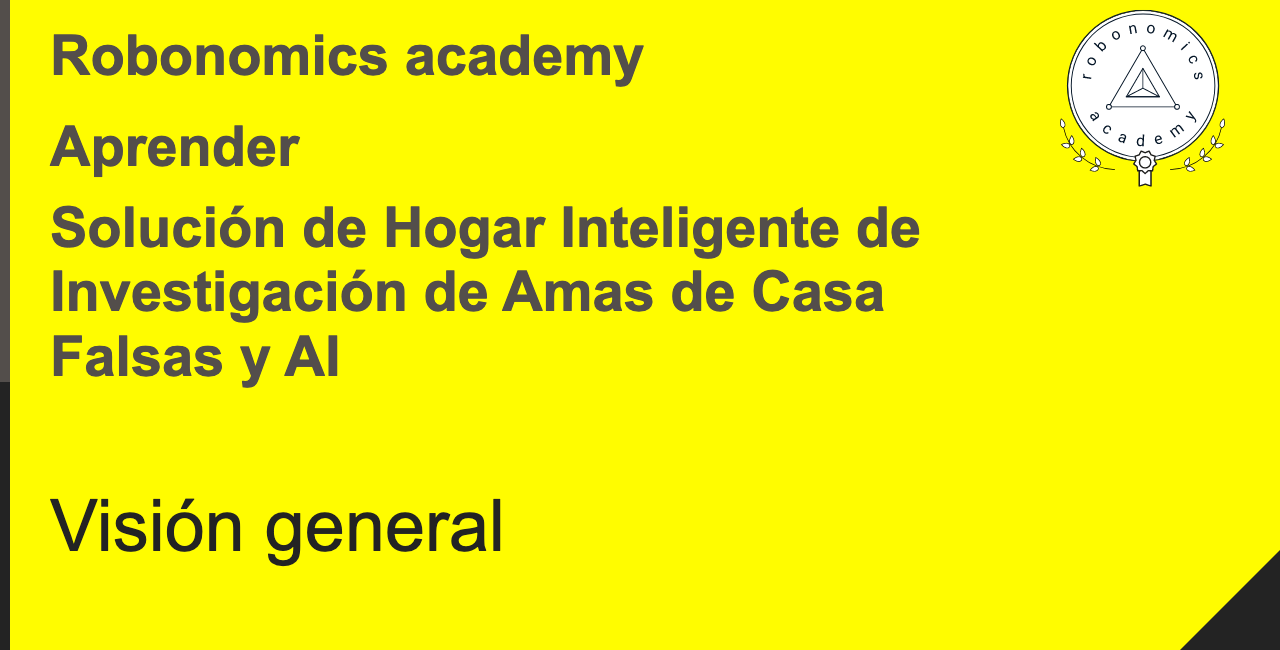 Robonomics academy
robonomics
academy
Aprender
Solución de Hogar Inteligente de
Investigación de Amas de Casa
Falsas y AI
Visión general